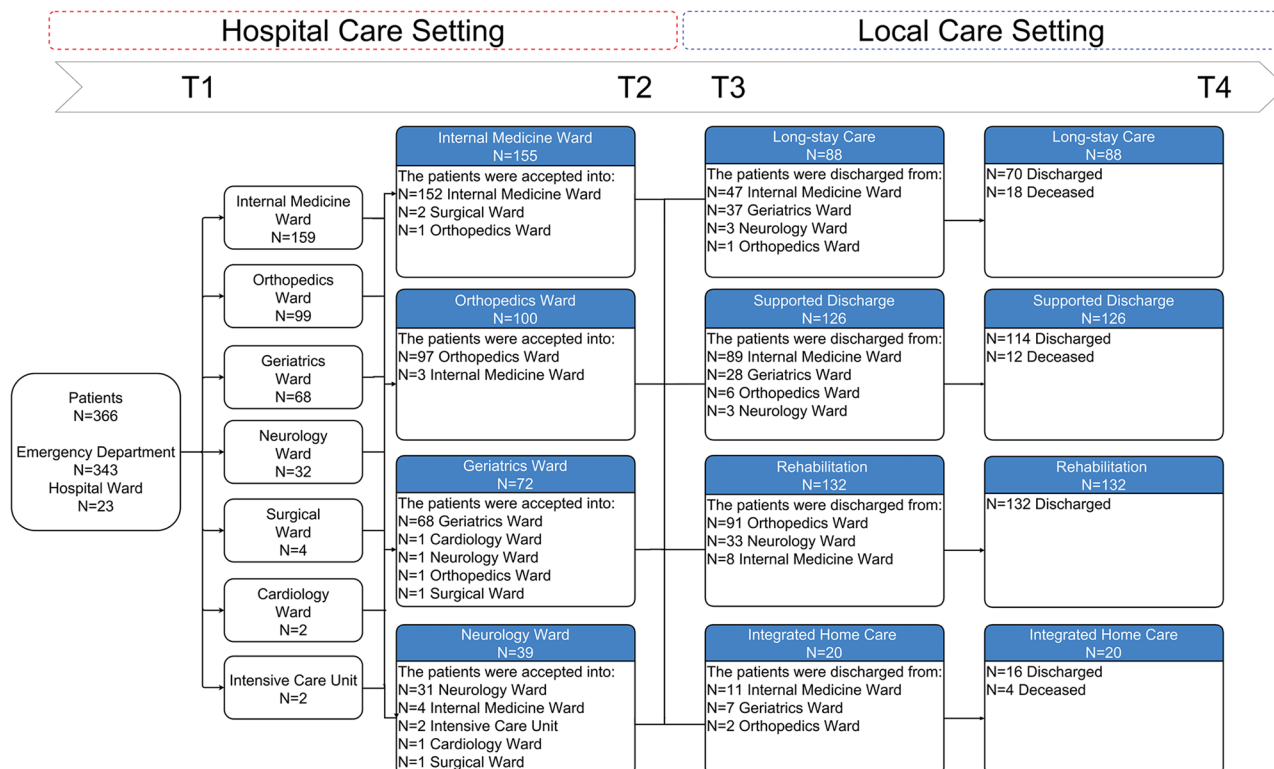 Hospital Care Setting
Local Care Setting
T1
T2
T3
T4
Patients
N=366
Emergency Department
N=343
Hospital Ward
N=23
Internal Medicine
Ward
N=159
Orthopedics
Ward
N=99
Geriatrics
Ward
N=68
Neurology
Ward
N=32
Surgical
Ward
N=4
Cardiology
Ward
N=2
Intensive Care Unit
N=2
Internal Medicine Ward
N=155
The patients were accepted into:
N=152 Internal Medicine Ward
N=2 Surgical Ward
N=1 Orthopedics Ward
Orthopedics Ward
N=100
The patients were accepted into:
N=97 Orthopedics Ward
N=3 Internal Medicine Ward
Geriatrics Ward
N=72
The patients were accepted into:
N=68 Geriatrics Ward
N=1 Cardiology Ward
N=1 Neurology Ward
N=1 Orthopedics Ward
N=1 Surgical Ward
Neurology Ward
N=39
The patients were accepted into:
N=31 Neurology Ward
N=4 Internal Medicine Ward
N=2 Intensive Care Unit
N=1 Cardiology Ward
N=1 Surgical Ward
Long-stay Care
N=88
The patients were discharged from:
N=47 Internal Medicine Ward
N=37 Geriatrics Ward
N=3 Neurology Ward
N=1 Orthopedics Ward
Supported Discharge
N=126
The patients were discharged from:
N=89 Internal Medicine Ward
N=28 Geriatrics Ward
N=6 Orthopedics Ward
N=3 Neurology Ward
Rehabilitation
N=132
The patients were discharged from:
N=91 Orthopedics Ward
N=33 Neurology Ward
N=8 Internal Medicine Ward
Integrated Home Care
N=20
The patients were discharged from:
N=11 Internal Medicine Ward
N=7 Geriatrics Ward
N=2 Orthopedics Ward
Long-stay Care
N=88
N=70 Discharged
N=18 Deceased
Supported Discharge
N=126
N=114 Discharged
N=12 Deceased
Rehabilitation
N=132
N=132 Discharged
Integrated Home Care
N=20
N=16 Discharged
N=4 Deceased